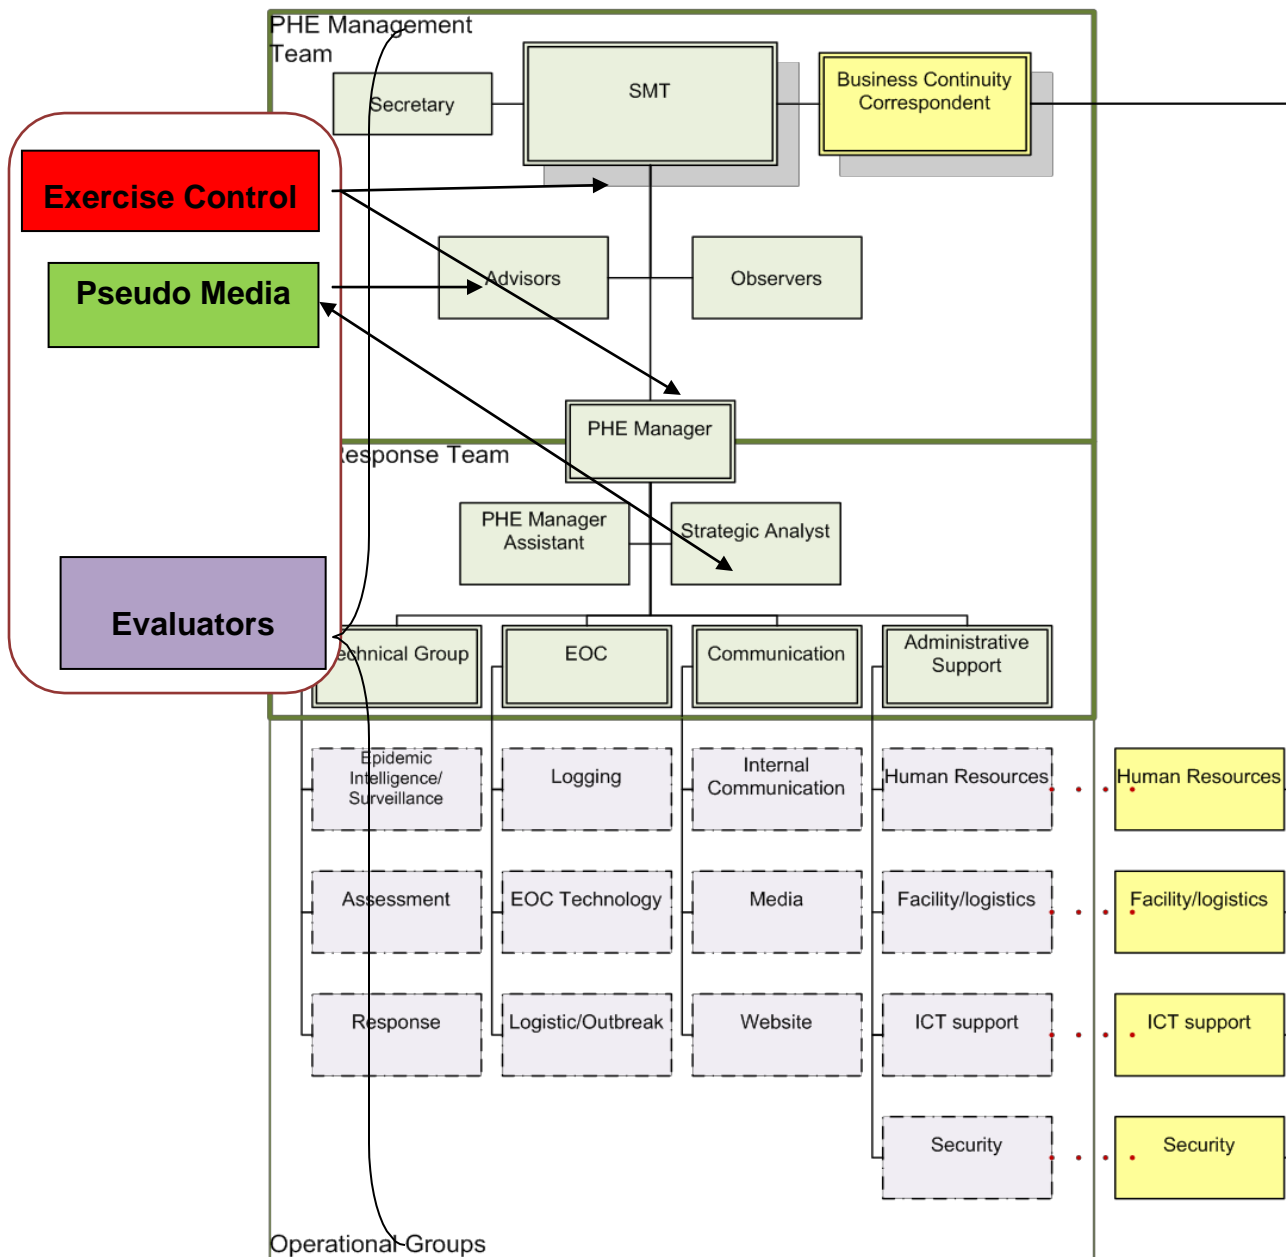 PHE Management
Team
SMT
Business Continuity
Correspondent
Secretary
Exercise Control
Pseudo Media
Advisors
Observers
PHE Manager
Response Team
PHE Manager
Assistant
Strategic Analyst
Evaluators
echnical Group
EOC
Communication
Administrative
Support
Epidemic
Intelligence/
Surveillance
Logging
Internal
Communication
Human Resources
Human Resources
Assessment
EOC Technology
Media
Facility/logistics
Facility/logistics
Response
Logistic/Outbreak
Website
ICT support
ICT support
Security
Security
Operational Groups